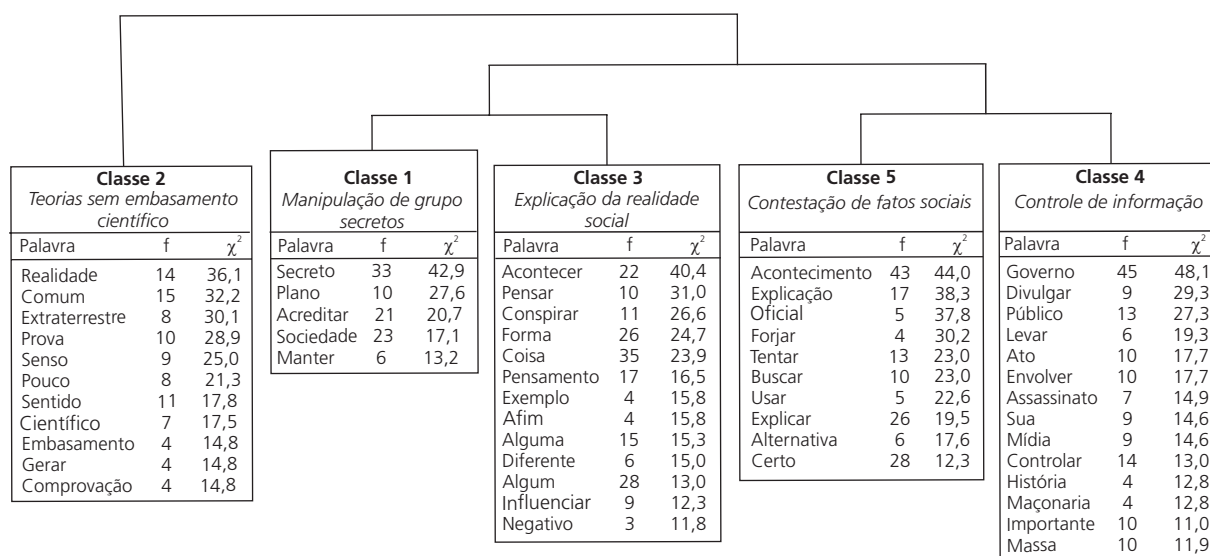 Classe 2
Teorias sem embasamento
científico
Palavra f χ²
Realidade 14 36,1
Comum 15 32,2
Extraterrestre 8 30,1
Prova 10 28,9
Senso 9 25,0
Pouco 8 21,3
Sentido 11 17,8
Científico 7 17,5
Embasamento 4 14,8
Gerar 4 14,8
Comprovação 4 14,8
Classe 1
Manipulação de grupo
secretos
Palavra f χ²
Secreto 33 42,9
Plano 10 27,6
Acreditar 21 20,7
Sociedade 23 17,1
Manter 6 13,2
Classe 3
Explicação da realidade
social
Palavra f χ²
Acontecer 22 40,4
Pensar 10 31,0
Conspirar 11 26,6
Forma 26 24,7
Coisa 35 23,9
Pensamento 17 16,5
Exemplo 4 15,8
Afim 4 15,8
Alguma 15 15,3
Diferente 6 15,0
Algum 28 13,0
Influenciar 9 12,3
Negativo 3 11,8
Classe 5
Contestação de fatos sociais
Palavra f χ²
Acontecimento 43 44,0
Explicação 17 38,3
Oficial 5 37,8
Forjar 4 30,2
Tentar 13 23,0
Buscar 10 23,0
Usar 5 22,6
Explicar 26 19,5
Alternativa 6 17,6
Certo 28 12,3
Classe 4
Controle de informação
Palavra f χ²
Governo 45 48,1
Divulgar 9 29,3
Público 13 27,3
Levar 6 19,3
Ato 10 17,7
Envolver 10 17,7
Assassinato 7 14,9
Sua 9 14,6
Mídia 9 14,6
Controlar 14 13,0
História 4 12,8
Maçonaria 4 12,8
Importante 10 11,0
Massa 10 11,9